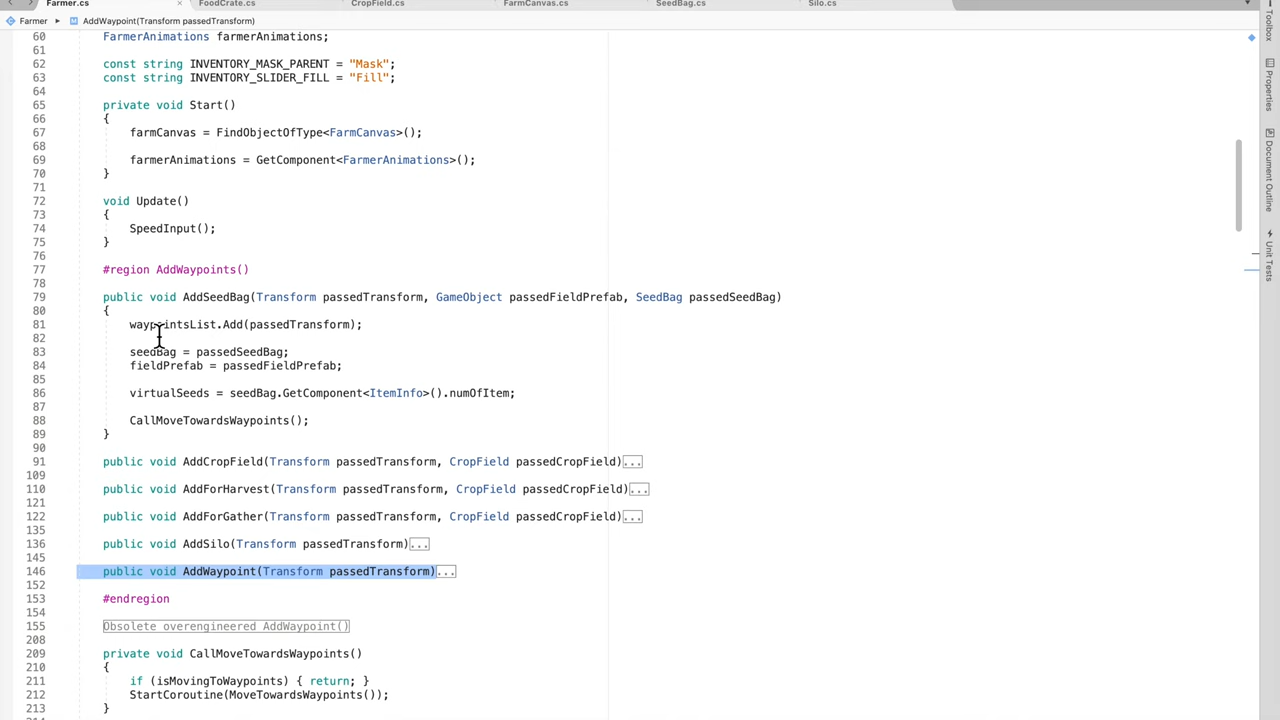 Farmer.cs × FoodCrate.cs CropField.cs FarmCanvas.cs SeedBag.cs Silo.cs
Farmer ▸ AddWaypoint(Transform passedTransform)
60 FarmerAnimations farmerAnimations;
61
62 const string INVENTORY_MASK_PARENT = "Mask";
63 const string INVENTORY_SLIDER_FILL = "Fill";
64
65 private void Start()
66 {
67 farmCanvas = FindObjectOfType<FarmCanvas>();
68
69 farmerAnimations = GetComponent<FarmerAnimations>();
70 }
71
72 void Update()
73 {
74 SpeedInput();
75 }
76
77 #region AddWaypoints()
78
79 public void AddSeedBag(Transform passedTransform, GameObject passedFieldPrefab, SeedBag passedSeedBag)
80 {
81 waypointsList.Add(passedTransform);
82
83 seedBag = passedSeedBag;
84 fieldPrefab = passedFieldPrefab;
85
86 virtualSeeds = seedBag.GetComponent<ItemInfo>().numOfItem;
87
88 CallMoveTowardsWaypoints();
89 }
90
91 public void AddCropField(Transform passedTransform, CropField passedCropField)...
109
110 public void AddForHarvest(Transform passedTransform, CropField passedCropField)...
121
122 public void AddForGather(Transform passedTransform, CropField passedCropField)...
135
136 public void AddSilo(Transform passedTransform)...
145
146 public void AddWaypoint(Transform passedTransform)...
152
153 #endregion
154
155 Obsolete overengineered AddWaypoint()
208
209 private void CallMoveTowardsWaypoints()
210 {
211 if (isMovingToWaypoints) { return; }
212 StartCoroutine(MoveTowardsWaypoints());
213 }
Toolbox
Properties
Document Outline
Unit Tests